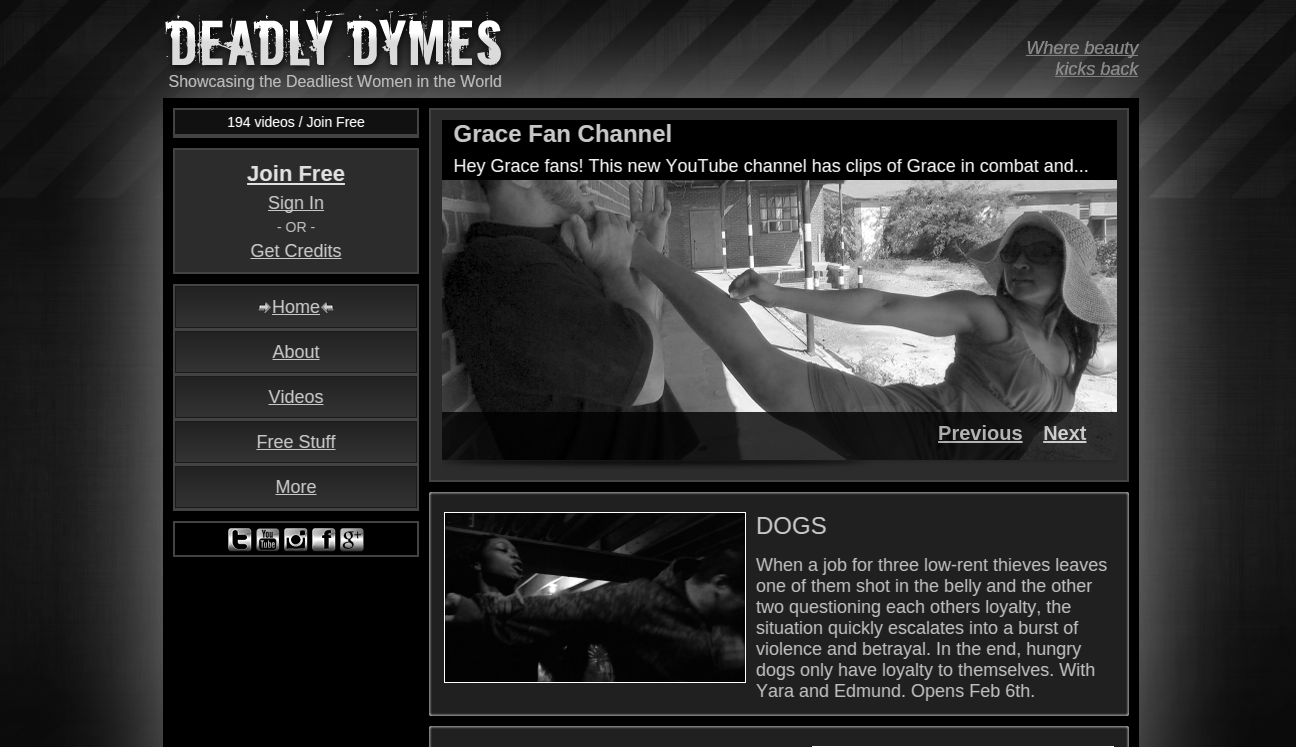 DEADLY DYMES
Showcasing the Deadliest Women in the World
Where beauty
kicks back
194 videos / Join Free
Join Free
Sign In
- OR -
Get Credits
Home
About
Videos
Free Stuff
More
You
Tube
Grace Fan Channel
Hey Grace fans! This new YouTube channel has clips of Grace in combat and...
Previous Next
DOGS
When a job for three low-rent thieves leaves
one of them shot in the belly and the other
two questioning each others loyalty, the
situation quickly escalates into a burst of
violence and betrayal. In the end, hungry
dogs only have loyalty to themselves. With
Yara and Edmund. Opens Feb 6th.